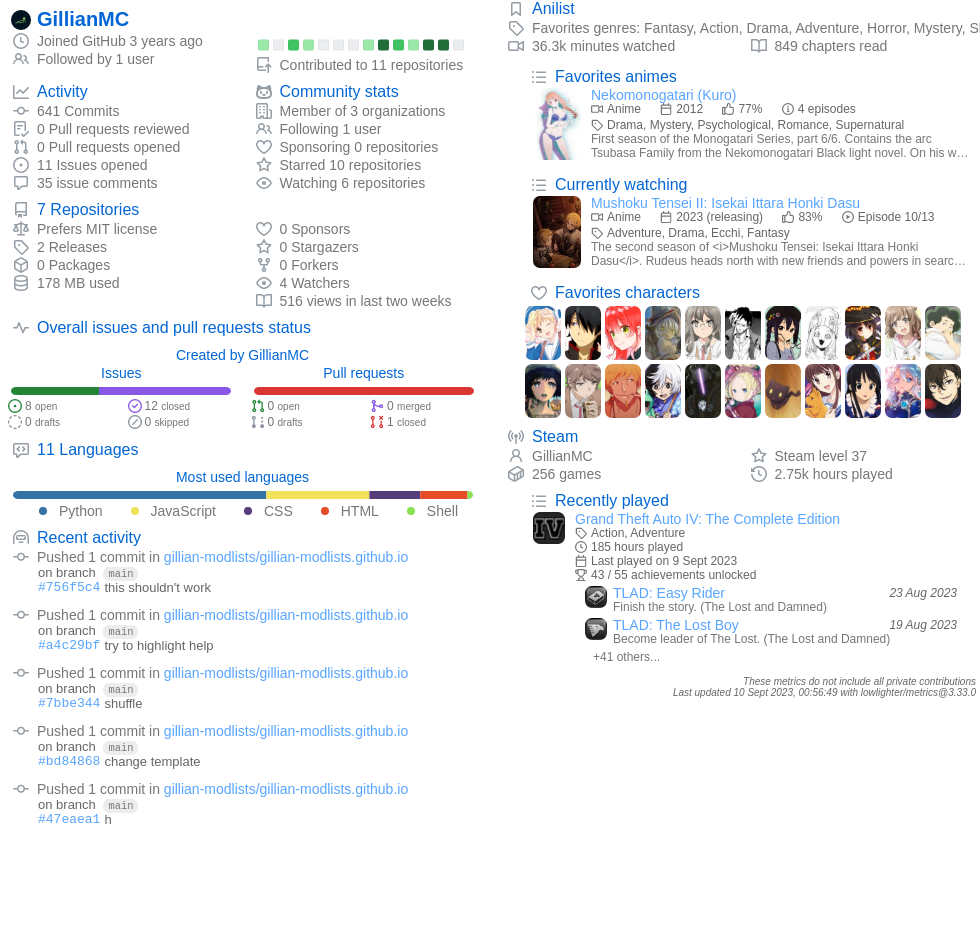 GillianMC
Joined GitHub 3 years ago
Followed by 1 user
Contributed to 11 repositories
Activity
641 Commits
0 Pull requests reviewed
0 Pull requests opened
11 Issues opened
35 issue comments
Community stats
Member of 3 organizations
Following 1 user
Sponsoring 0 repositories
Starred 10 repositories
Watching 6 repositories
7 Repositories
Prefers MIT license
2 Releases
0 Packages
178 MB used
0 Sponsors
0 Stargazers
0 Forkers
4 Watchers
516 views in last two weeks
Overall issues and pull requests status
Created by GillianMC
Issues
8 open
12 closed
0 drafts
0 skipped
Pull requests
0 open
0 merged
0 drafts
1 closed
11 Languages
Most used languages
Python JavaScript CSS HTML Shell
Recent activity
Pushed 1 commit in gillian-modlists/gillian-modlists.github.io
on branch main
#756f5c4 this shouldn't work
Pushed 1 commit in gillian-modlists/gillian-modlists.github.io
on branch main
#a4c29bf try to highlight help
Pushed 1 commit in gillian-modlists/gillian-modlists.github.io
on branch main
#7bbe344 shuffle
Pushed 1 commit in gillian-modlists/gillian-modlists.github.io
on branch main
#bd84868 change template
Pushed 1 commit in gillian-modlists/gillian-modlists.github.io
on branch main
#47eaea1 h
Anilist
Favorites genres: Fantasy, Action, Drama, Adventure, Horror, Mystery, Sl
36.3k minutes watched
849 chapters read
Favorites animes
Nekomonogatari (Kuro)
Anime 2012 77% 4 episodes
Drama, Mystery, Psychological, Romance, Supernatural
First season of the Monogatari Series, part 6/6. Contains the arc
Tsubasa Family from the Nekomonogatari Black light novel. On his w…
Currently watching
Mushoku Tensei II: Isekai Ittara Honki Dasu
Anime 2023 (releasing) 83% Episode 10/13
Adventure, Drama, Ecchi, Fantasy
The second season of <i>Mushoku Tensei: Isekai Ittara Honki
Dasu</i>. Rudeus heads north with new friends and powers in searc…
Favorites characters
Steam
GillianMC
Steam level 37
256 games
2.75k hours played
Recently played
Grand Theft Auto IV: The Complete Edition
IV
Action, Adventure
185 hours played
Last played on 9 Sept 2023
43 / 55 achievements unlocked
TLAD: Easy Rider 23 Aug 2023
Finish the story. (The Lost and Damned)
TLAD: The Lost Boy 19 Aug 2023
Become leader of The Lost. (The Lost and Damned)
+41 others...
These metrics do not include all private contributions
Last updated 10 Sept 2023, 00:56:49 with lowlighter/metrics@3.33.0